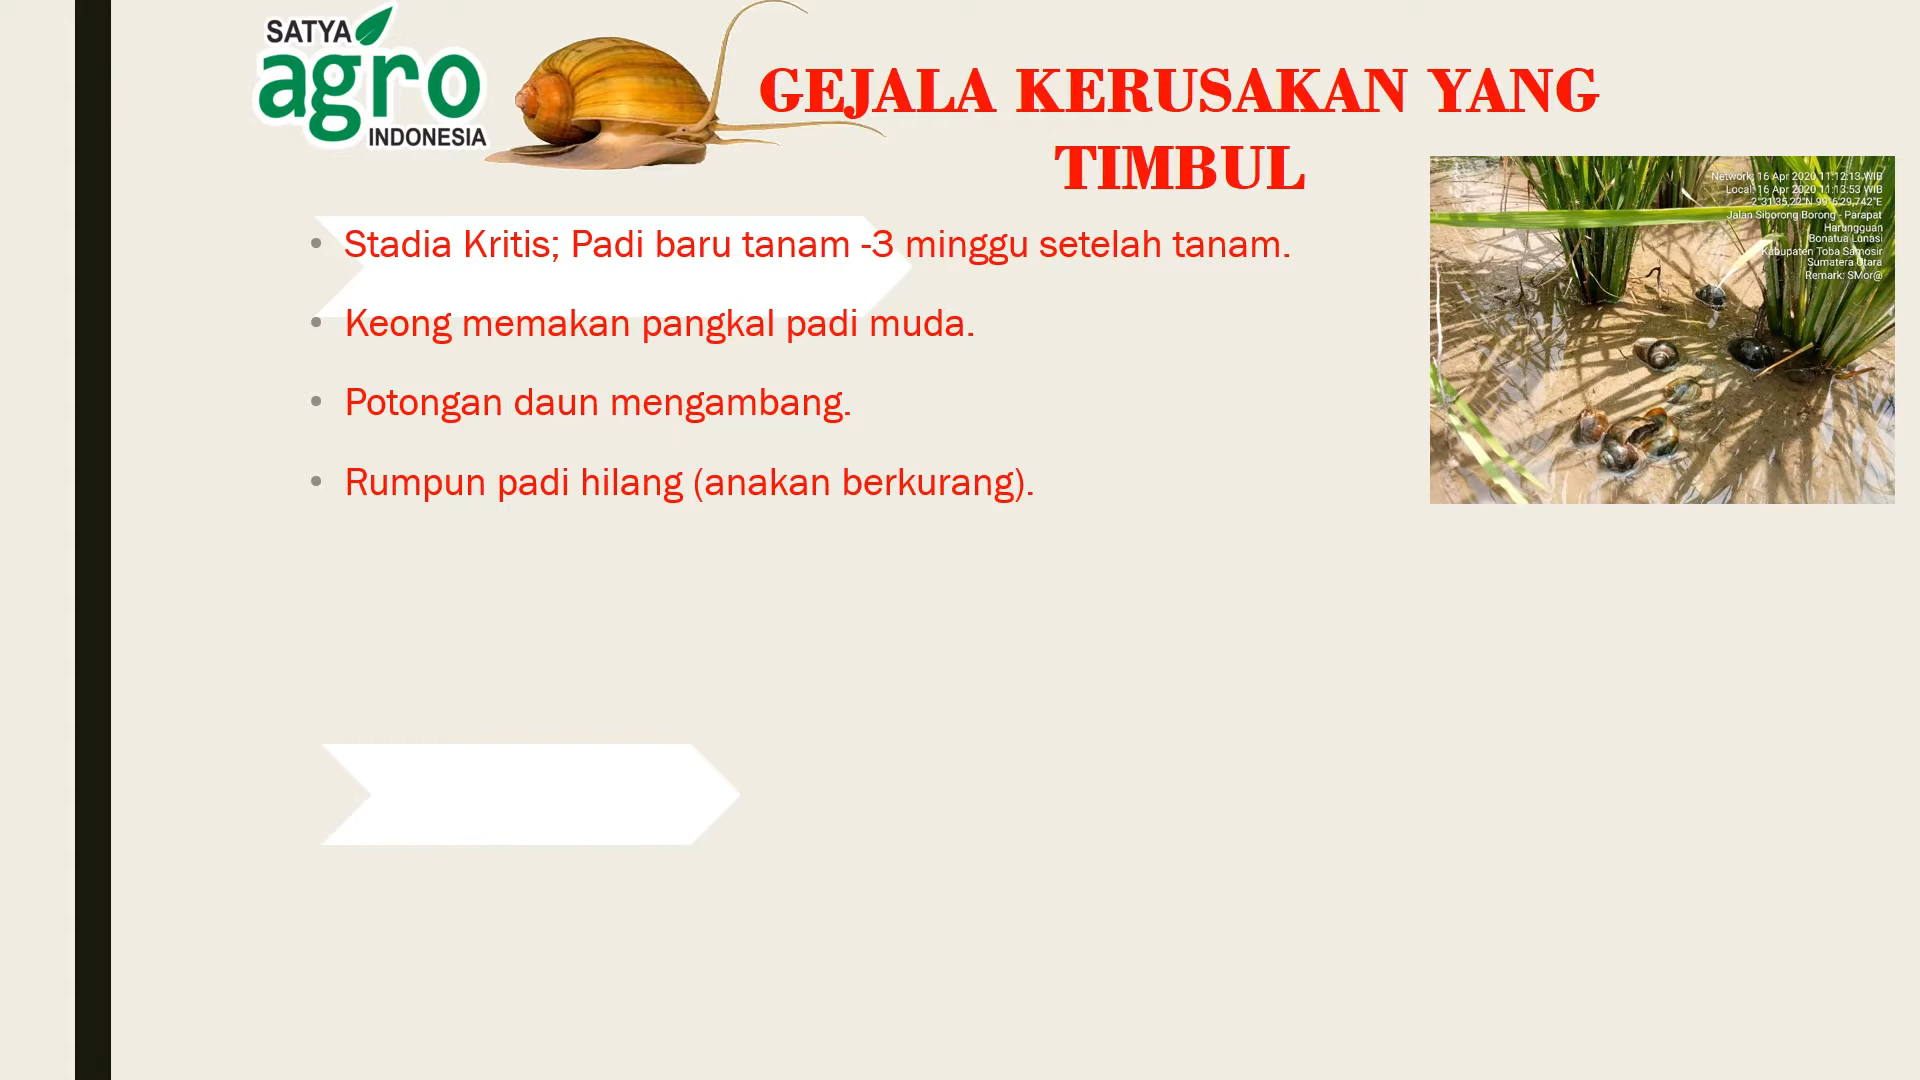 SATYA
agro
INDONESIA
GEJALA KERUSAKAN YANG
TIMBUL
• Stadia Kritis; Padi baru tanam -3 minggu setelah tanam.
• Keong memakan pangkal padi muda.
• Potongan daun mengambang.
• Rumpun padi hilang (anakan berkurang).
Network: 16 Apr 2020 11:12:13 WIB
Local: 16 Apr 2020 11:13:53 WIB
2°31'35,22"N 99°6'29,742"E
Jalan Siborong Borong - Parapat
Harungguan
Bonatua Lunasi
Kabupaten Toba Samosir
Sumatera Utara
Remark: SMor@